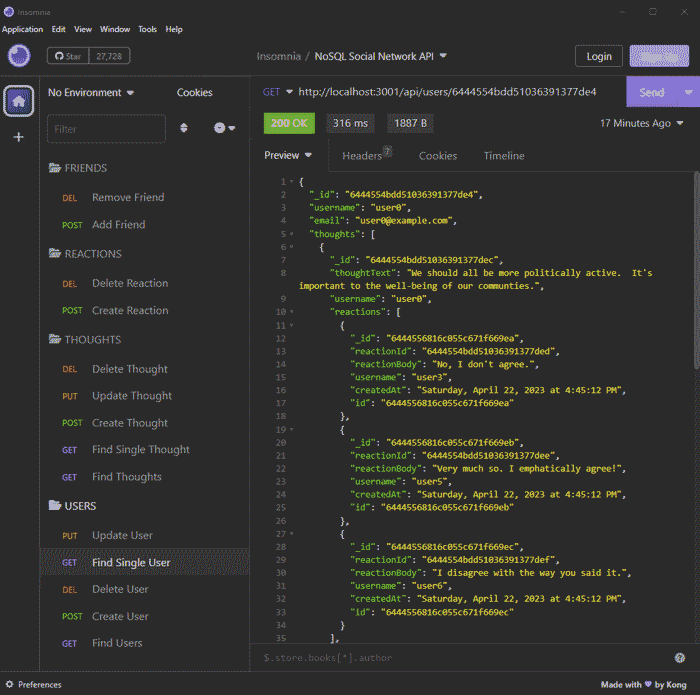 Insomnia
Application Edit View Window Tools Help
Star 27,728
Insomnia / NoSQL Social Network API
Login
No Environment
Cookies
Filter
FRIENDS
DEL Remove Friend
POST Add Friend
REACTIONS
DEL Delete Reaction
POST Create Reaction
THOUGHTS
DEL Delete Thought
PUT Update Thought
POST Create Thought
GET Find Single Thought
GET Find Thoughts
USERS
PUT Update User
GET Find Single User
DEL Delete User
POST Create User
GET Find Users
GET http://localhost:3001/api/users/6444554bdd51036391377de4
Send
200 OK 316 ms 1887 B 17 Minutes Ago
Preview Headers ? Cookies Timeline
1 {
2 "_id": "6444554bdd51036391377de4",
3 "username": "user0",
4 "email": "user0@example.com",
5 "thoughts": [
6 {
7 "_id": "6444554bdd51036391377dec",
8 "thoughtText": "We should all be more politically active.  It's
important to the well-being of our communties.",
9 "username": "user0",
10 "reactions": [
11 {
12 "_id": "6444556816c055c671f669ea",
13 "reactionId": "6444554bdd51036391377ded",
14 "reactionBody": "No, I don't agree.",
15 "username": "user3",
16 "createdAt": "Saturday, April 22, 2023 at 4:45:12 PM",
17 "id": "6444556816c055c671f669ea"
18 },
19 {
20 "_id": "6444556816c055c671f669eb",
21 "reactionId": "6444554bdd51036391377dee",
22 "reactionBody": "Very much so. I emphatically agree!",
23 "username": "user5",
24 "createdAt": "Saturday, April 22, 2023 at 4:45:12 PM",
25 "id": "6444556816c055c671f669eb"
26 },
27 {
28 "_id": "6444556816c055c671f669ec",
29 "reactionId": "6444554bdd51036391377def",
30 "reactionBody": "I disagree with the way you said it.",
31 "username": "user6",
32 "createdAt": "Saturday, April 22, 2023 at 4:45:12 PM",
33 "id": "6444556816c055c671f669ec"
34 }
35 ],
$.store.books[*].author
?
Preferences
Made with ♥ by Kong